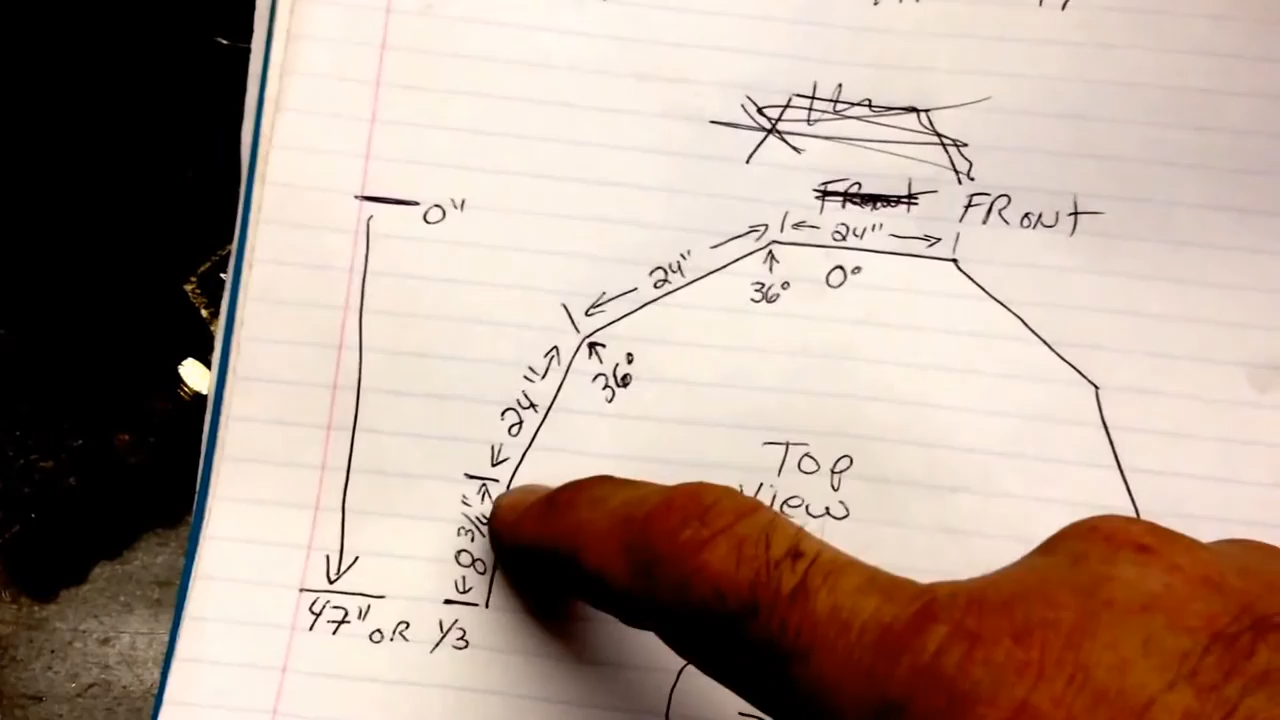 FRONT
0"
24"
24"
36°
0°
36°
24"
TOP
View
8 3/4"
47" OR 1/3